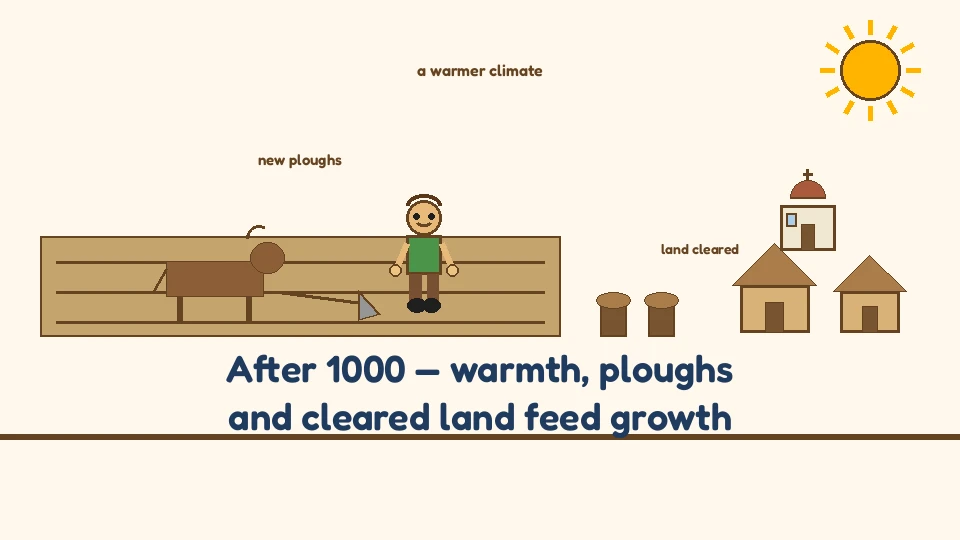 a warmer climate
new ploughs
land cleared
After 1000 — warmth, ploughs
and cleared land feed growth